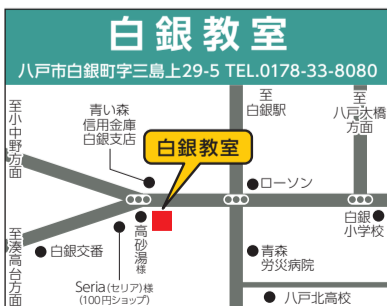 白銀教室
八戸市白銀町字三島上29-5 TEL.0178-33-8080
至小中野方面
青い森
信用金庫
白銀支店
白銀教室
至
白銀駅
至
八戸大橋
方面
ローソン
至湊高台方面
白銀交番
高砂湯様
Seria(セリア)様
(100円ショップ)
青森
労災病院
白銀
小学校
八戸北高校